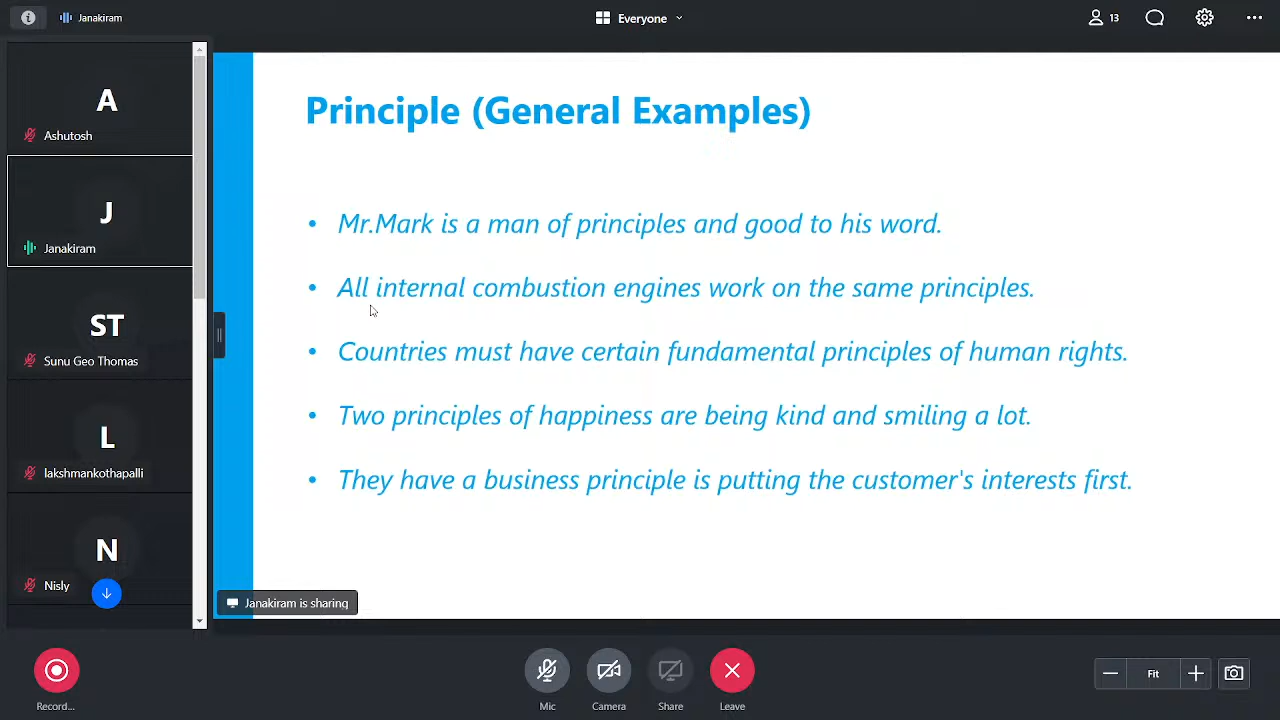 Janakiram
Everyone
13
A
Ashutosh
J
Janakiram
ST
Sunu Geo Thomas
L
lakshmankothapalli
N
Nisly
Principle (General Examples)
• Mr.Mark is a man of principles and good to his word.
• All internal combustion engines work on the same principles.
• Countries must have certain fundamental principles of human rights.
• Two principles of happiness are being kind and smiling a lot.
• They have a business principle is putting the customer's interests first.
Janakiram is sharing
Record...
Mic
Camera
Share
Leave
Fit